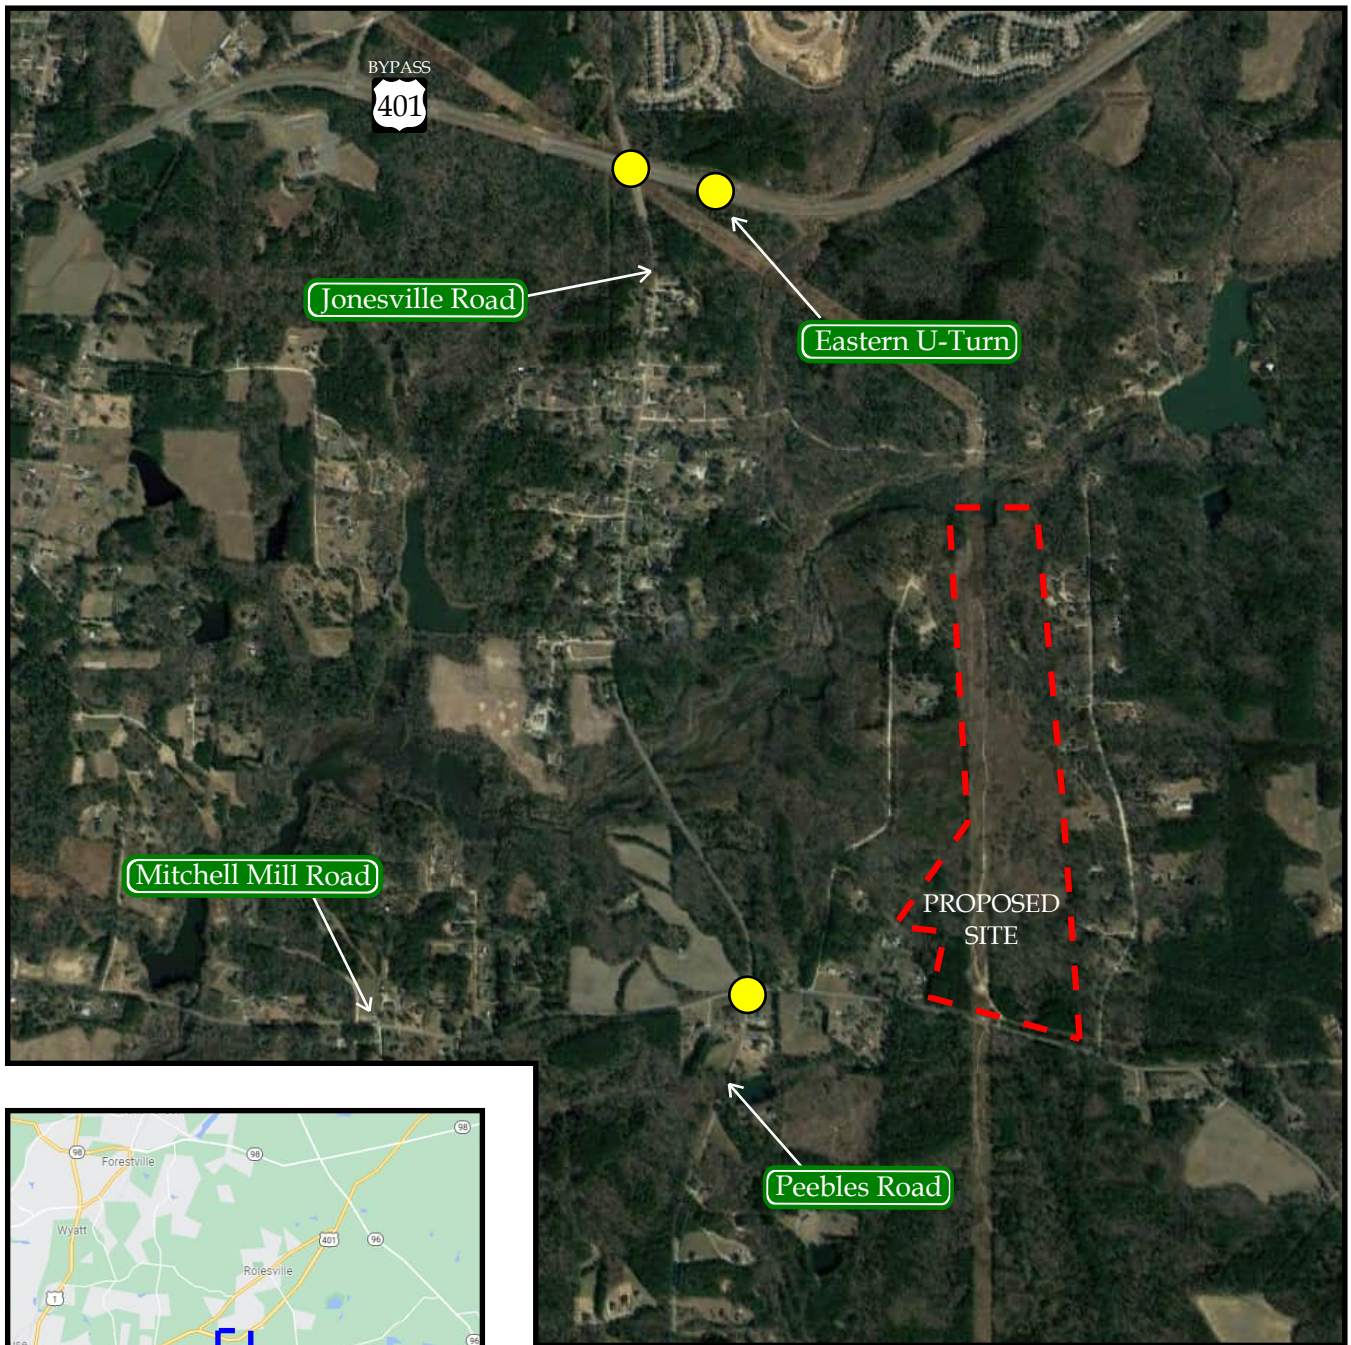 BYPASS
401
Jonesville Road
Eastern U-Turn
Mitchell Mill Road
PROPOSED
SITE
Peebles Road
98
98
98
Forestville
Wyatt
401
96
Rolesville
1
96